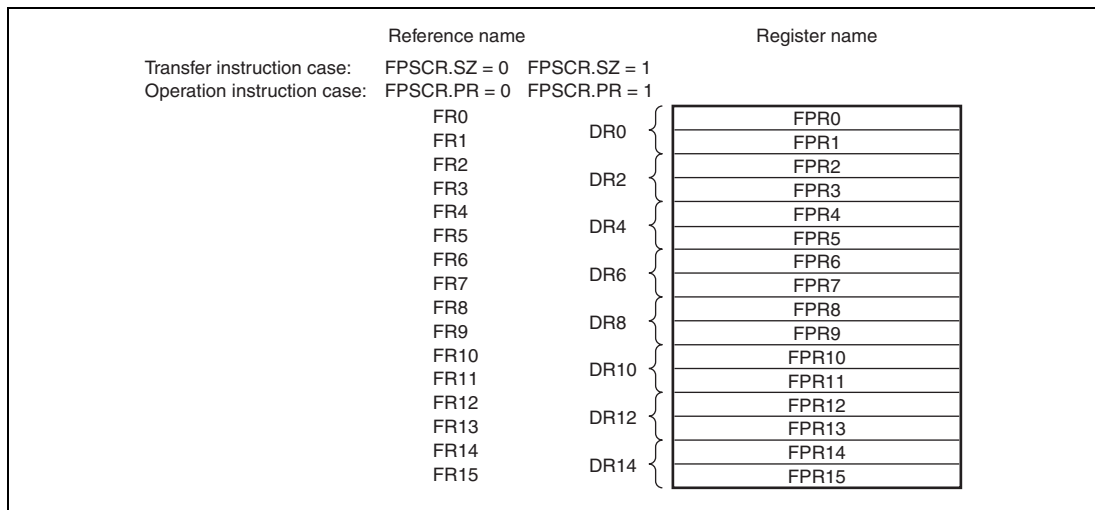 Reference name Register name
Transfer instruction case: FPSCR.SZ = 0 FPSCR.SZ = 1
Operation instruction case: FPSCR.PR = 0 FPSCR.PR = 1
FR0 DR0 FPR0
FR1 FPR1
FR2 DR2 FPR2
FR3 FPR3
FR4 DR4 FPR4
FR5 FPR5
FR6 DR6 FPR6
FR7 FPR7
FR8 DR8 FPR8
FR9 FPR9
FR10 DR10 FPR10
FR11 FPR11
FR12 DR12 FPR12
FR13 FPR13
FR14 DR14 FPR14
FR15 FPR15